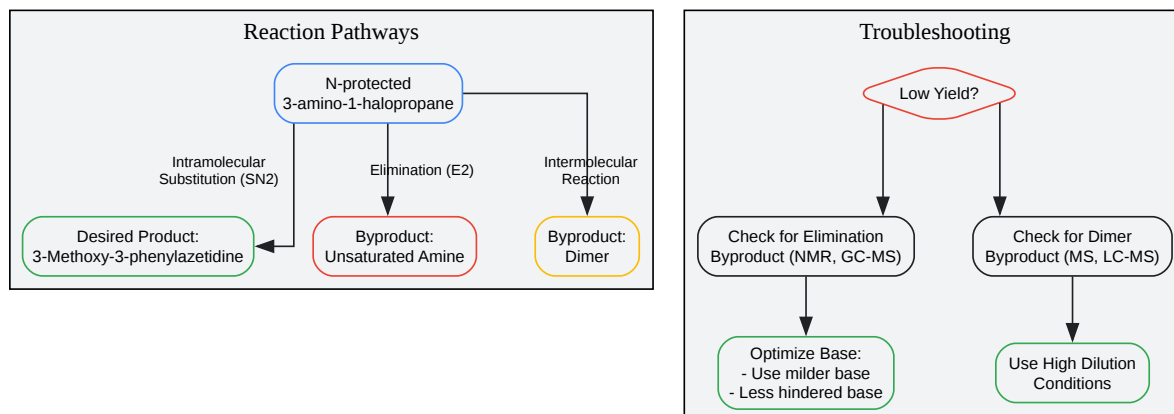 Reaction Pathways
N-protected
3-amino-1-halopropane
Intramolecular
Substitution (SN2)
Elimination (E2)
Intermolecular
Reaction
Desired Product:
3-Methoxy-3-phenylazetidine
Byproduct:
Unsaturated Amine
Byproduct:
Dimer
Troubleshooting
Low Yield?
Check for Elimination
Byproduct (NMR, GC-MS)
Check for Dimer
Byproduct (MS, LC-MS)
Optimize Base:
- Use milder base
- Less hindered base
Use High Dilution
Conditions